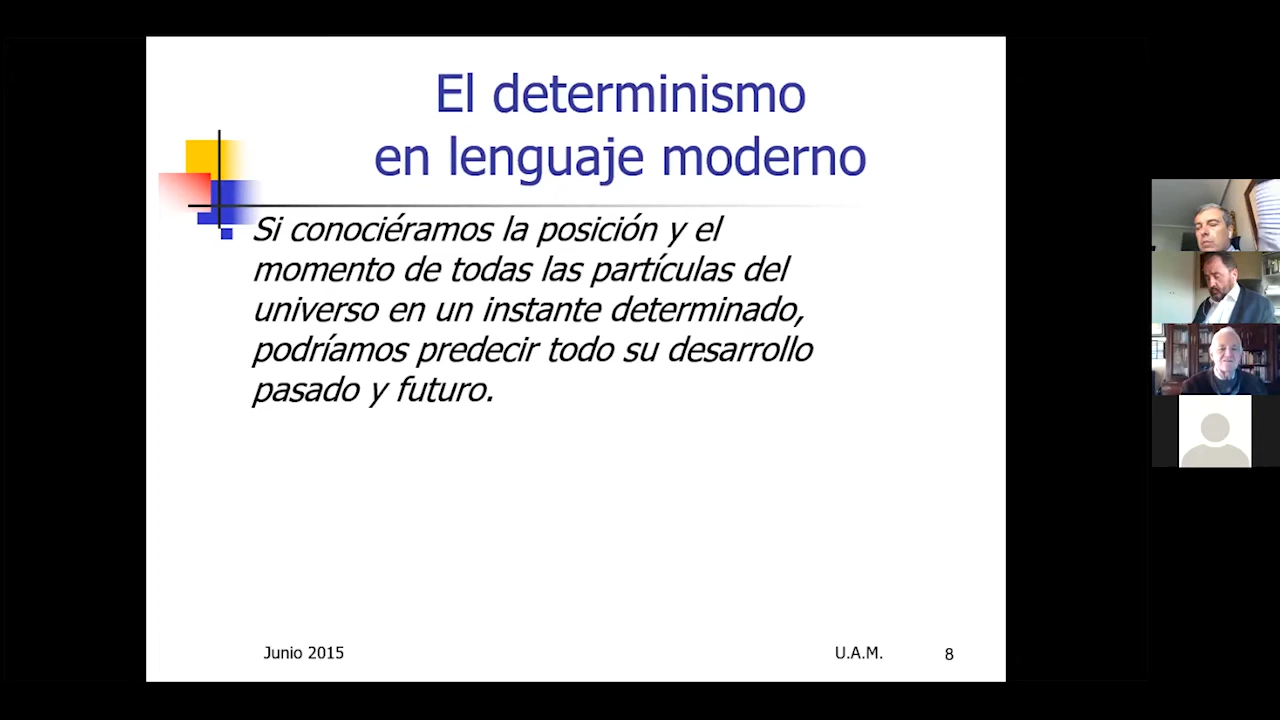 El determinismo
en lenguaje moderno
Si conociéramos la posición y el
momento de todas las partículas del
universo en un instante determinado,
podríamos predecir todo su desarrollo
pasado y futuro.
Junio 2015
U.A.M.
8